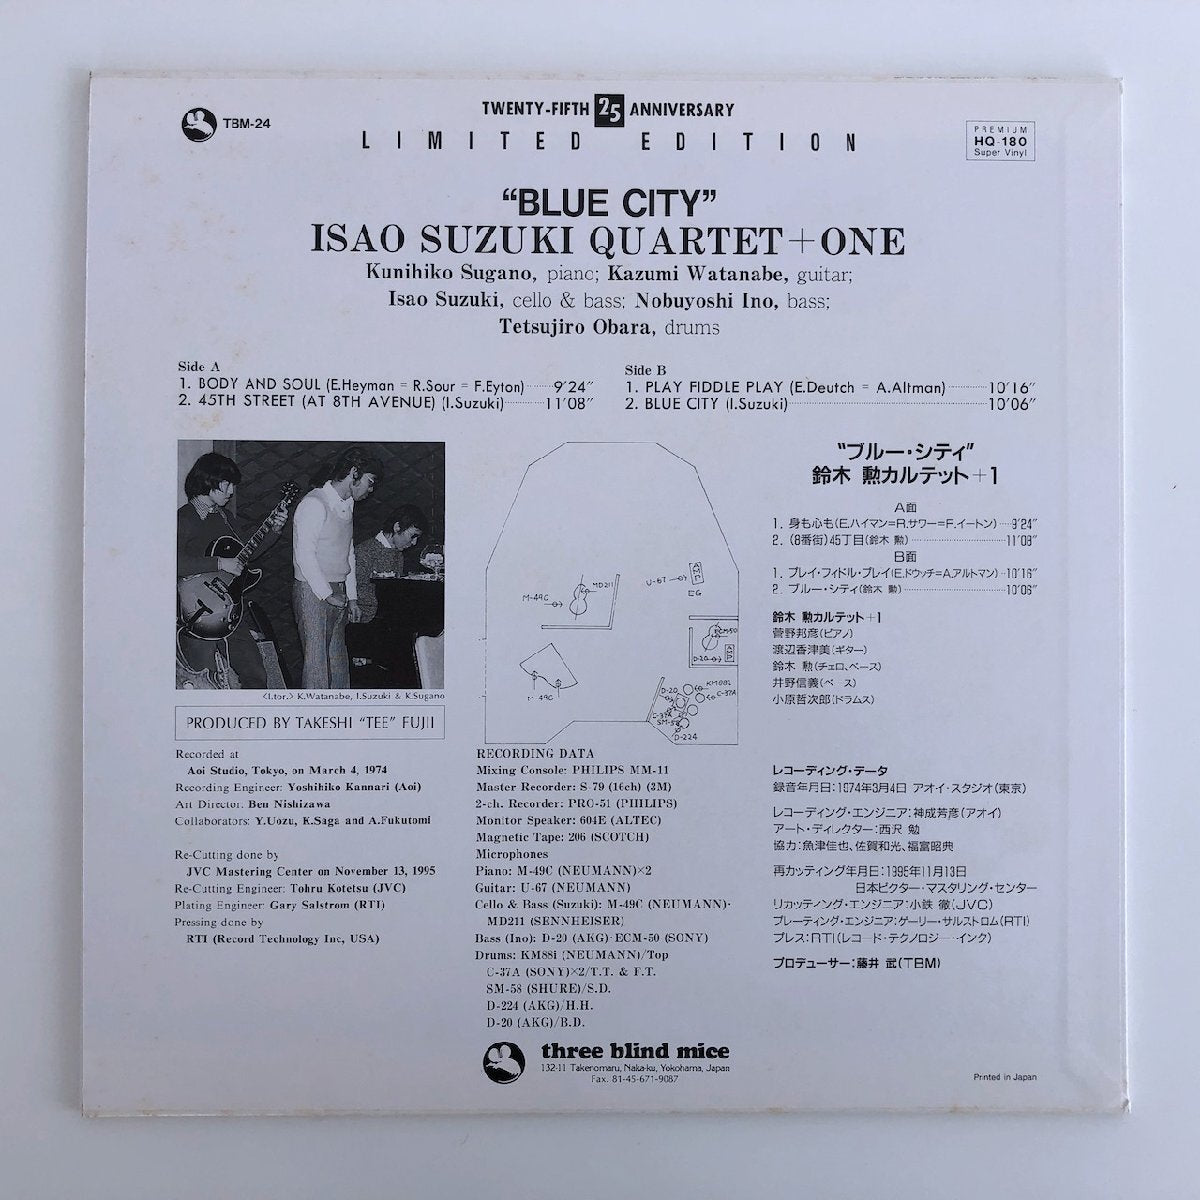 TBM-24
TWENTY-FIFTH 25 ANNIVERSARY
LIMITED EDITION
PREMIUM
HQ-180
Super Vinyl
"BLUE CITY"
ISAO SUZUKI QUARTET+ONE
Kunihiko Sugano, piano; Kazumi Watanabe, guitar;
Isao Suzuki, cello & bass; Nobuyoshi Ino, bass;
Tetsujiro Obara, drums
Side A
1. BODY AND SOUL (E.Heyman = R.Sour = F.Eyton)········9'24"
2. 45TH STREET (AT 8TH AVENUE) (I.Suzuki)········11'08"
Side B
1. PLAY FIDDLE PLAY (E.Deutch = A.Altman)········10'16"
2. BLUE CITY (I.Suzuki)········10'06"
<l.tor.> K.Watanabe, I.Suzuki & K.Sugano
PRODUCED BY TAKESHI "TEE" FUJII
Recorded at
Aoi Studio, Tokyo, on March 4, 1974
Recording Engineer: Yoshihiko Kannari (Aoi)
Art Director: Ben Nishizawa
Collaborators: Y.Uozu, K.Saga and A.Fukutomi
Re-Cutting done by
JVC Mastering Center on November 13, 1995
Re-Cutting Engineer: Tohru Kotetsu (JVC)
Plating Engineer: Gary Salstrom (RTI)
Pressing done by
RTI (Record Technology Inc, USA)
M-49C
MD211
U-67
EG
ECM-50
D-20
AMP
49C
D-20
KM88i
C-37A
C-37A
SM-58
D-224
RECORDING DATA
Mixing Console: PHILIPS MM-11
Master Recorder: S-79 (16ch) (3M)
2-ch. Recorder: PRO-51 (PHILIPS)
Monitor Speaker: 604E (ALTEC)
Magnetic Tape: 206 (SCOTCH)
Microphones
Piano: M-49C (NEUMANN)×2
Guitar: U-67 (NEUMANN)
Cello & Bass (Suzuki): M-49C (NEUMANN)·
MD211 (SENNHEISER)
Bass (Ino): D-20 (AKG)·ECM-50 (SONY)
Drums: KM88i (NEUMANN)/Top
C-37A (SONY)×2/T.T. & F.T.
SM-58 (SHURE)/S.D.
D-224 (AKG)/H.H.
D-20 (AKG)/B.D.
"ブルー・シティ"
鈴木 勲カルテット+1
A面
1. 身も心も(E.ハイマン=R.サワー=F.イートン)····9'24"
2. (8番街)45丁目(鈴木 勲)········11'08"
B面
1. プレイ・フィドル・プレイ(E.ドウッチ=A.アルトマン)··10'16"
2. ブルー・シティ(鈴木 勲)········10'06"
鈴木 勲カルテット+1
菅野邦彦(ピアノ)
渡辺香津美(ギター)
鈴木 勲(チェロ、ベース)
井野信義(ベース)
小原哲次郎(ドラムス)
レコーディング・データ
録音年月日:1974年3月4日 アオイ・スタジオ(東京)
レコーディング・エンジニア:神成芳彦(アオイ)
アート・ディレクター:西沢 勉
協力:魚津佳也、佐賀和光、福富昭典
再カッティング年月日:1995年11月13日
日本ビクター・マスタリング・センター
リカッティング・エンジニア:小鉄 徹(JVC)
プレーティング・エンジニア:ゲーリー・サルストロム(RTI)
プレス:RTI(レコード・テクノロジー・インク)
プロデューサー:藤井 武(TBM)
three blind mice
132-11 Takenomaru, Naka-ku, Yokohama, Japan
Fax. 81-45-671-9087
Printed in Japan